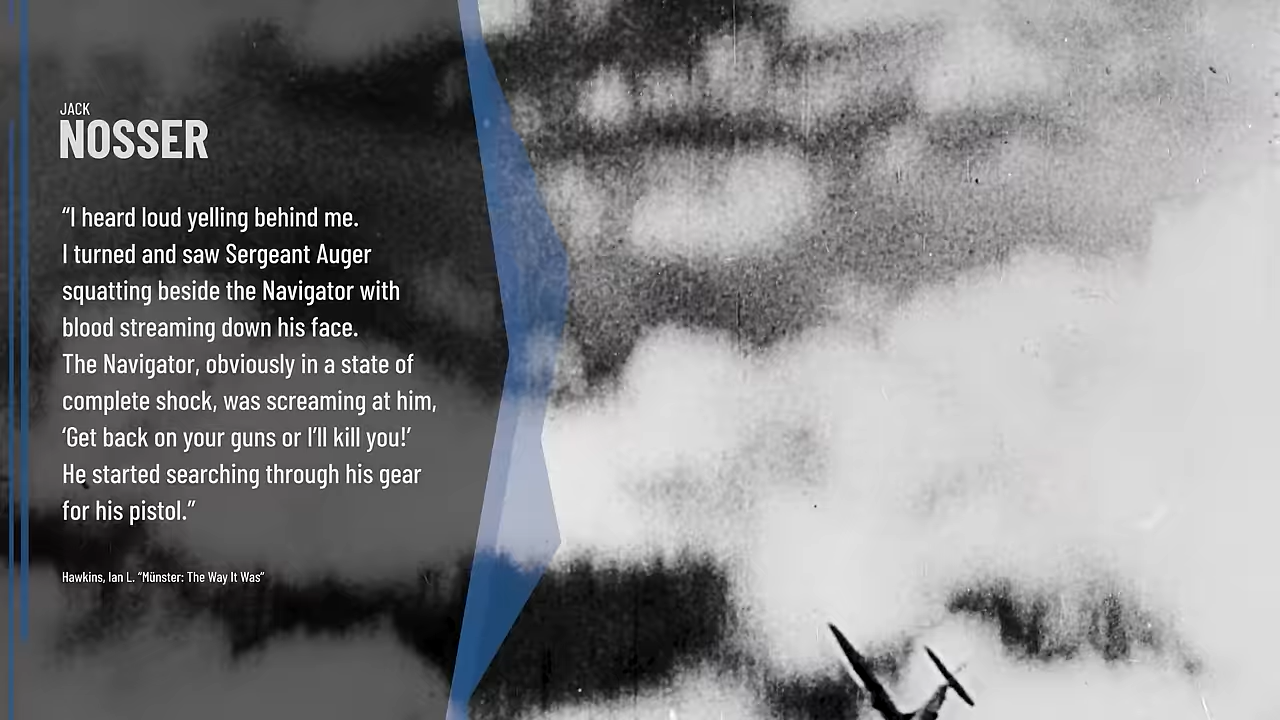 JACK
NOSSER
“I heard loud yelling behind me.
I turned and saw Sergeant Auger
squatting beside the Navigator with
blood streaming down his face.
The Navigator, obviously in a state of
complete shock, was screaming at him,
‘Get back on your guns or I’ll kill you!’
He started searching through his gear
for his pistol.”
Hawkins, Ian L. “Münster: The Way It Was”